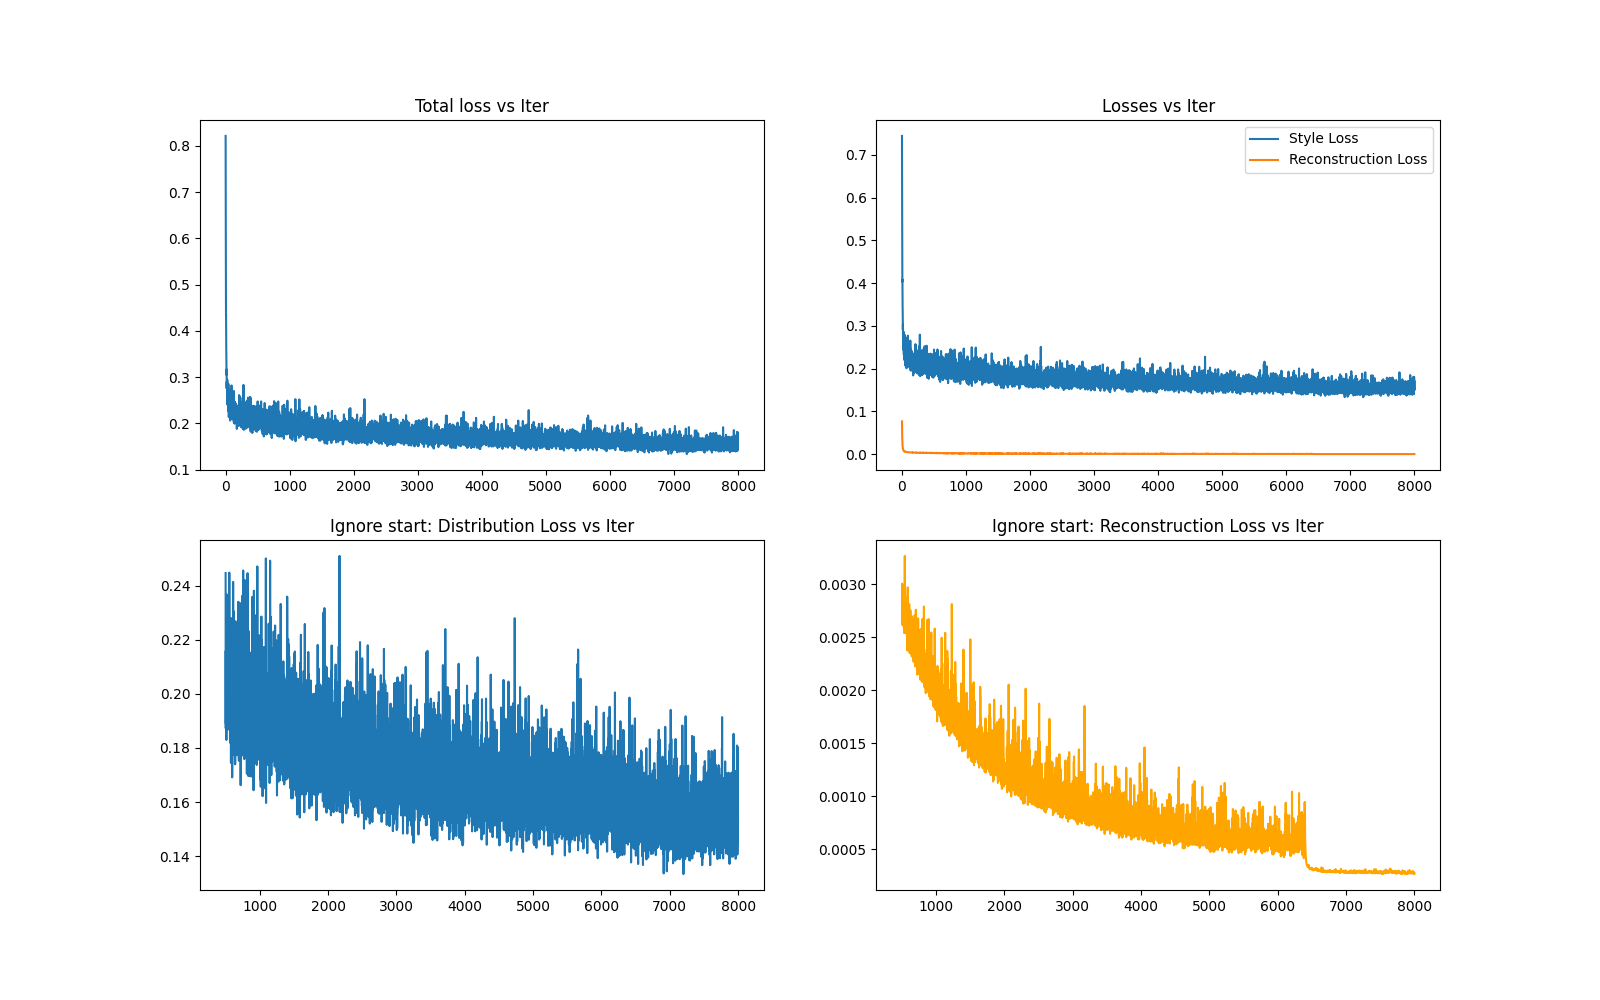 Total loss vs Iter
0.8
0.7
0.6
0.5
0.4
0.3
0.2
0.1
0 1000 2000 3000 4000 5000 6000 7000 8000
Losses vs Iter
Style Loss
Reconstruction Loss
0.7
0.6
0.5
0.4
0.3
0.2
0.1
0.0
0 1000 2000 3000 4000 5000 6000 7000 8000
Ignore start: Distribution Loss vs Iter
0.24
0.22
0.20
0.18
0.16
0.14
1000 2000 3000 4000 5000 6000 7000 8000
Ignore start: Reconstruction Loss vs Iter
0.0030
0.0025
0.0020
0.0015
0.0010
0.0005
1000 2000 3000 4000 5000 6000 7000 8000